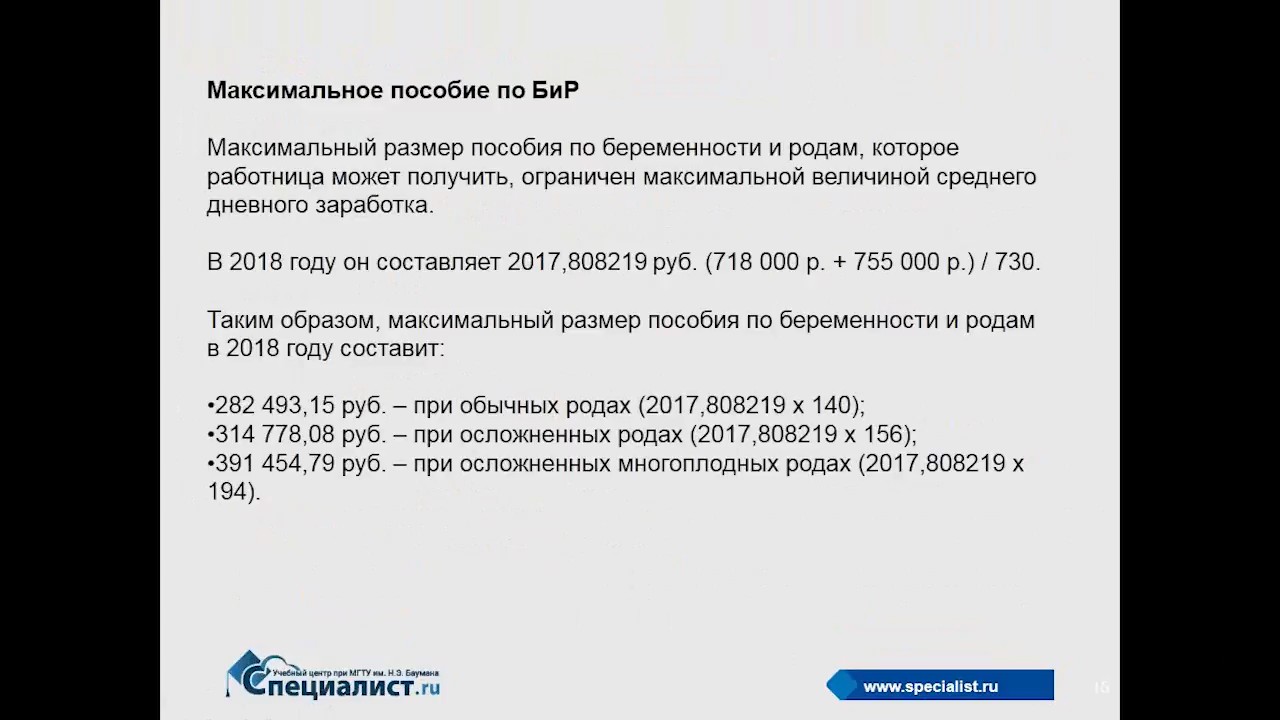 Максимальное пособие по БиР
Максимальный размер пособия по беременности и родам, которое
работница может получить, ограничен максимальной величиной среднего
дневного заработка.
В 2018 году он составляет 2017,808219 руб. (718 000 р. + 755 000 р.) / 730.
Таким образом, максимальный размер пособия по беременности и родам
в 2018 году составит:
•282 493,15 руб. – при обычных родах (2017,808219 х 140);
•314 778,08 руб. – при осложненных родах (2017,808219 х 156);
•391 454,79 руб. – при осложненных многоплодных родах (2017,808219 х
194).
Учебный центр при МГТУ им. Н.Э. Баумана
Специалист.ru
www.specialist.ru
15